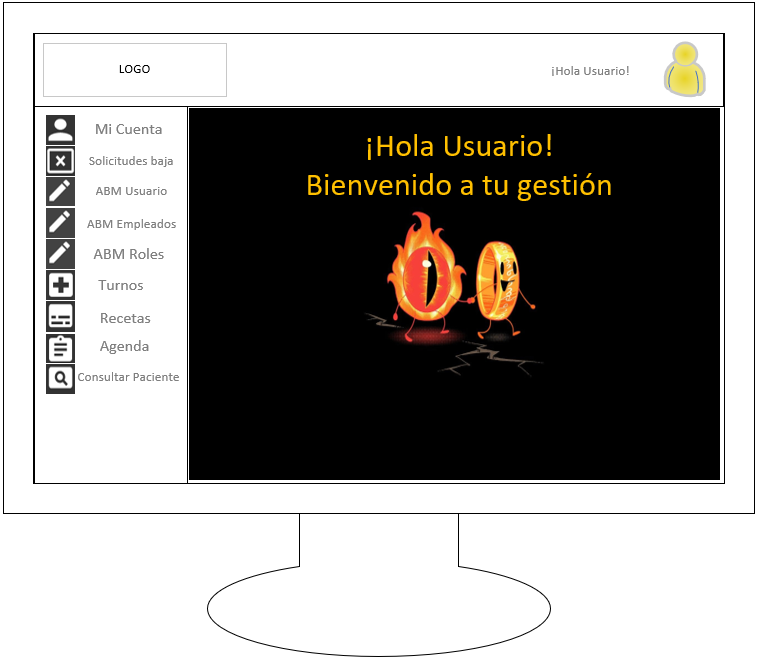 LOGO
¡Hola Usuario!
Mi Cuenta
Solicitudes baja
ABM Usuario
ABM Empleados
ABM Roles
Turnos
Recetas
Agenda
Consultar Paciente
¡Hola Usuario!
Bienvenido a tu gestión